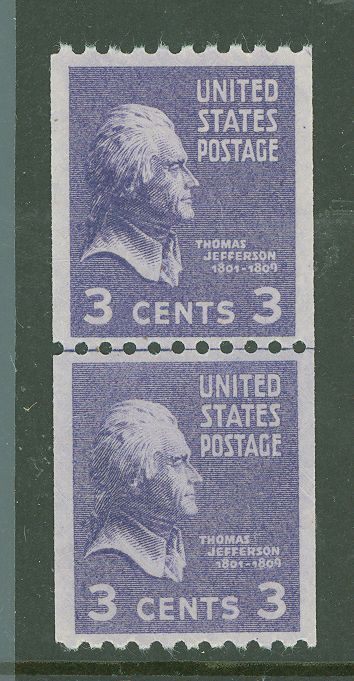 UNITED
STATES
POSTAGE
THOMAS
JEFFERSON
1801-1809
3 CENTS 3
UNITED
STATES
POSTAGE
THOMAS
JEFFERSON
1801-1809
3 CENTS 3